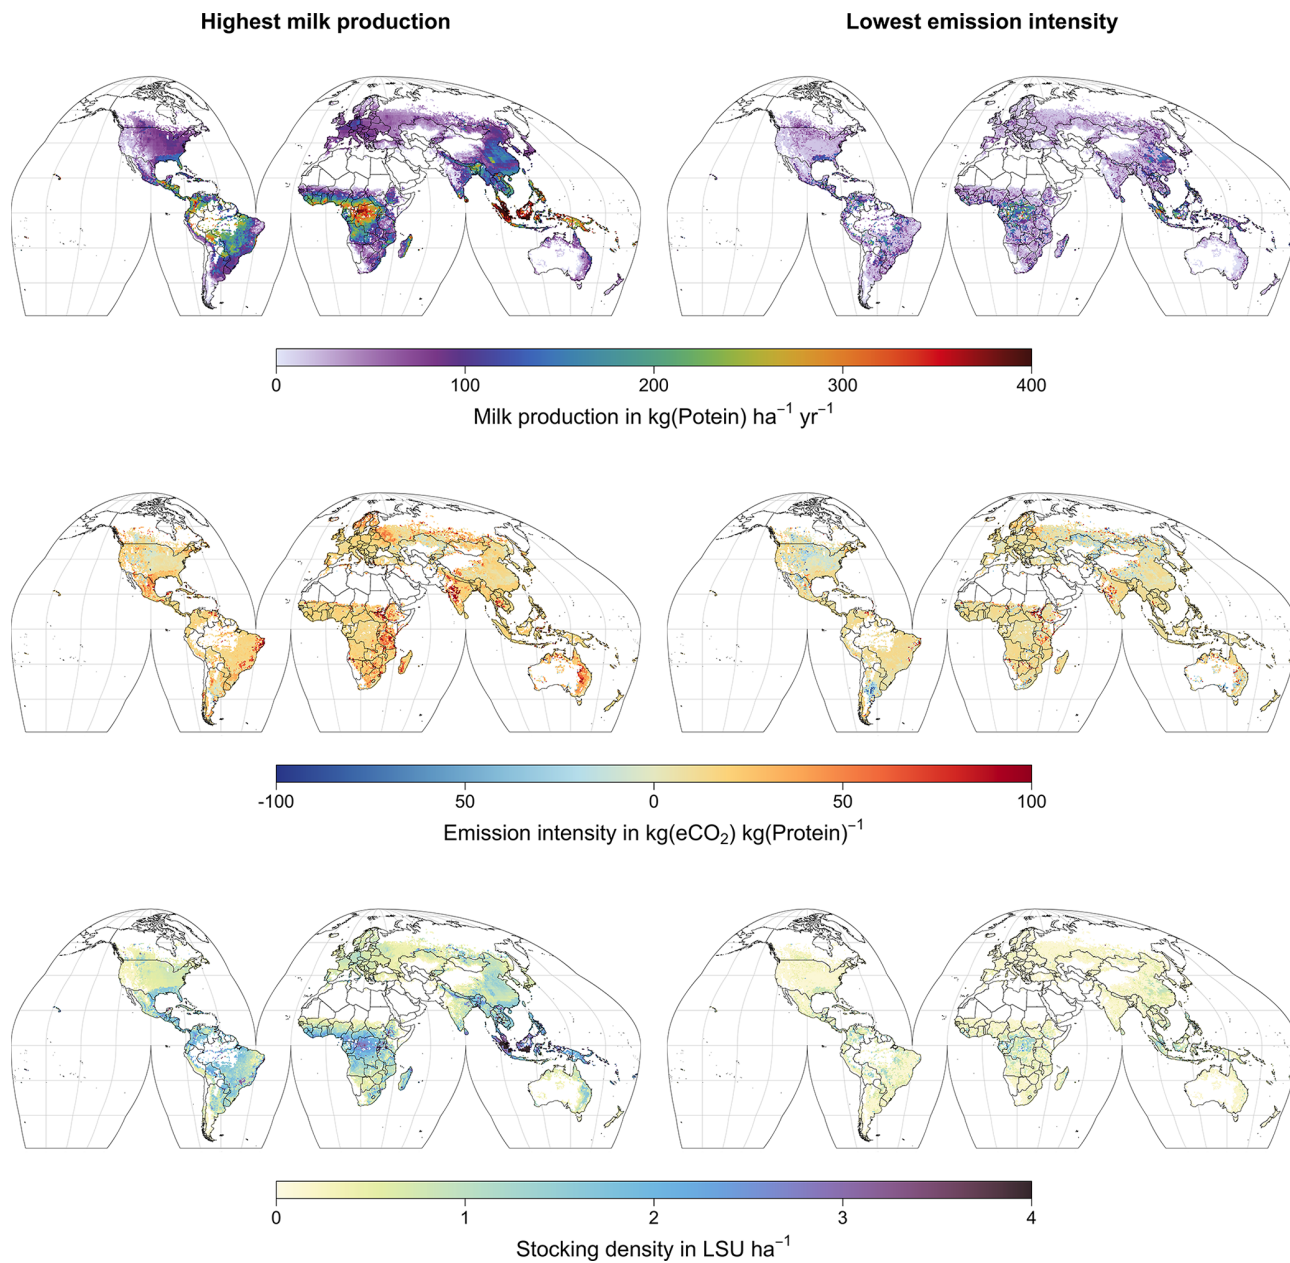 Highest milk production
Lowest emission intensity
0 100 200 300 400
Milk production in kg(Potein) ha⁻¹ yr⁻¹
-100 50 0 50 100
Emission intensity in kg(eCO₂) kg(Protein)⁻¹
0 1 2 3 4
Stocking density in LSU ha⁻¹